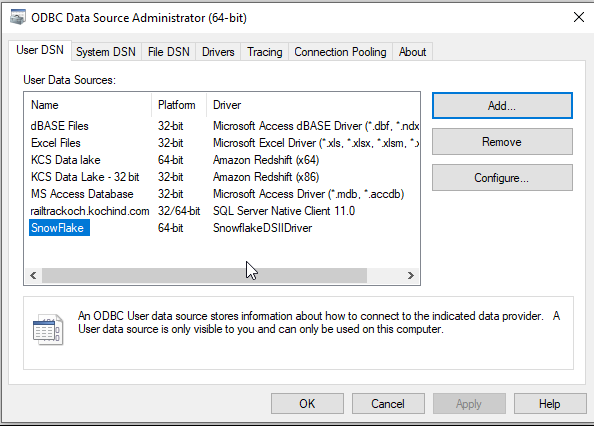 ODBC Data Source Administrator (64-bit)
User DSN System DSN File DSN Drivers Tracing Connection Pooling About
User Data Sources:
Name Platform Driver
dBASE Files 32-bit Microsoft Access dBASE Driver (*.dbf, *.ndx
Excel Files 32-bit Microsoft Excel Driver (*.xls, *.xlsx, *.xlsm, *.x
KCS Data lake 64-bit Amazon Redshift (x64)
KCS Data Lake - 32 bit 32-bit Amazon Redshift (x86)
MS Access Database 32-bit Microsoft Access Driver (*.mdb, *.accdb)
railtrackoch.kochind.com 32/64-bit SQL Server Native Client 11.0
SnowFlake 64-bit SnowflakeDSIIDriver
Add...
Remove
Configure...
An ODBC User data source stores information about how to connect to the indicated data provider. A
User data source is only visible to you and can only be used on this computer.
OK Cancel Apply Help